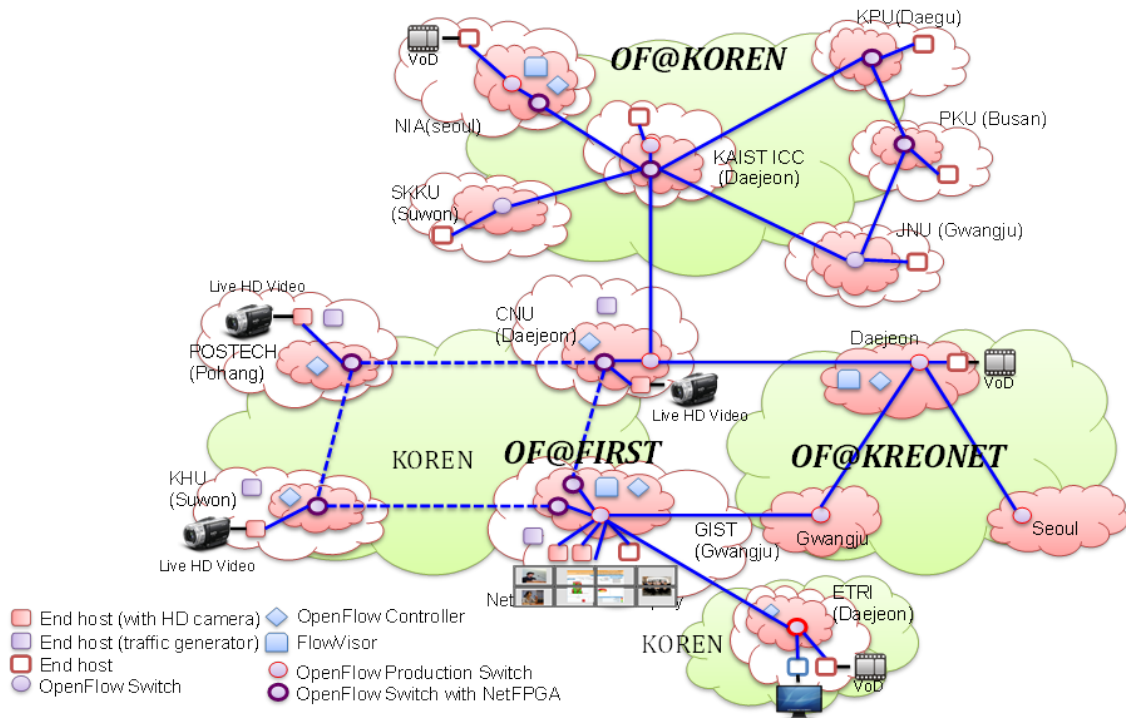 KPU(Daegu)
VoD
OF@KOREN
NIA(seoul)
PKU (Busan)
KAIST ICC
(Daejeon)
SKKU
(Suwon)
JNU (Gwangju)
Live HD Video
CNU
(Daejeon)
POSTECH
(Pohang)
Daejeon
VoD
Live HD Video
KOREN
OF@FIRST
OF@KREONET
KHU
(Suwon)
GIST
(Gwangju)
Gwangju
Seoul
Live HD Video
Net
ETRI
(Daejeon)
KOREN
VoD
End host (with HD camera)
End host (traffic generator)
End host
OpenFlow Switch
OpenFlow Controller
FlowVisor
OpenFlow Production Switch
OpenFlow Switch with NetFPGA